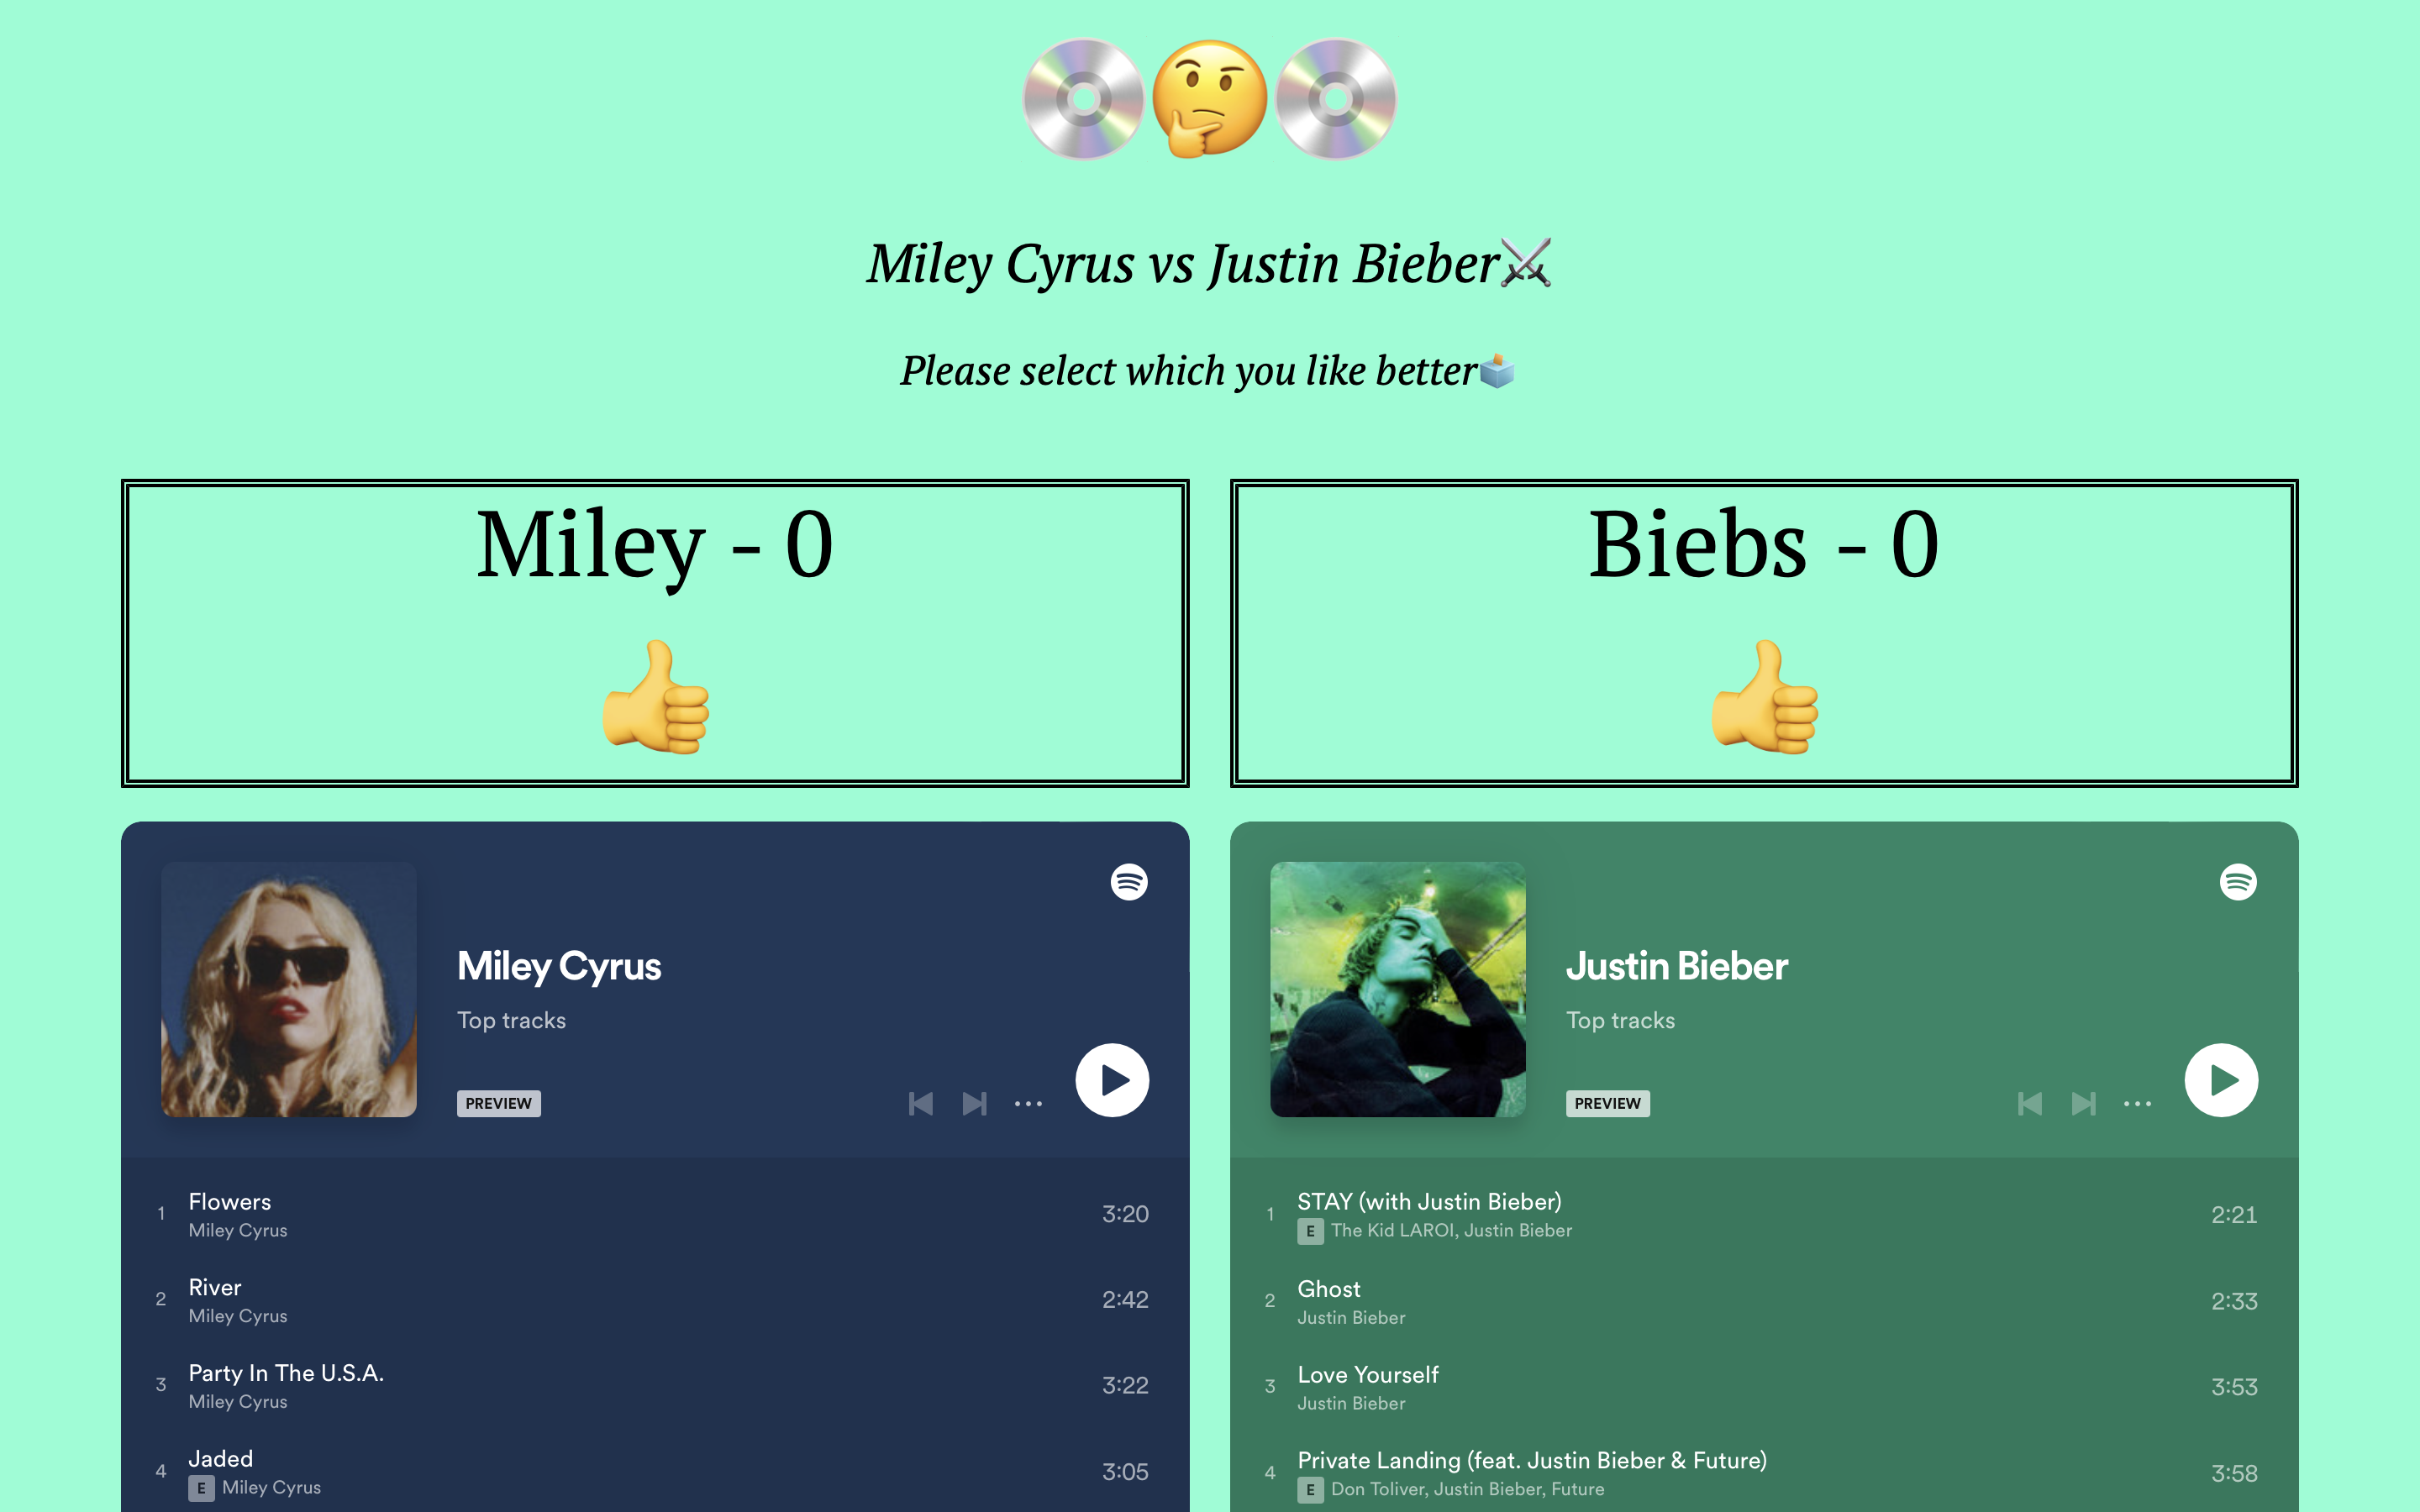 Miley Cyrus vs Justin Bieber
Please select which you like better
Miley - 0
Biebs - 0
Miley Cyrus
Top tracks
PREVIEW
1 Flowers 3:20
Miley Cyrus
2 River 2:42
Miley Cyrus
3 Party In The U.S.A. 3:22
Miley Cyrus
4 Jaded 3:05
E Miley Cyrus
Justin Bieber
Top tracks
PREVIEW
1 STAY (with Justin Bieber) 2:21
E The Kid LAROI, Justin Bieber
2 Ghost 2:33
Justin Bieber
3 Love Yourself 3:53
Justin Bieber
4 Private Landing (feat. Justin Bieber & Future) 3:58
E Don Toliver, Justin Bieber, Future